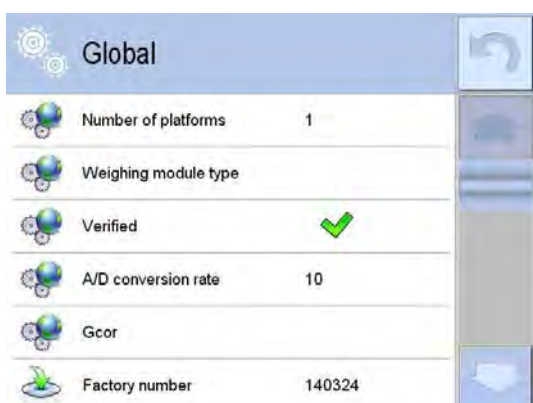 Global
Number of platforms 1
Weighing module type
Verified
A/D conversion rate 10
Gcor
Factory number 140324